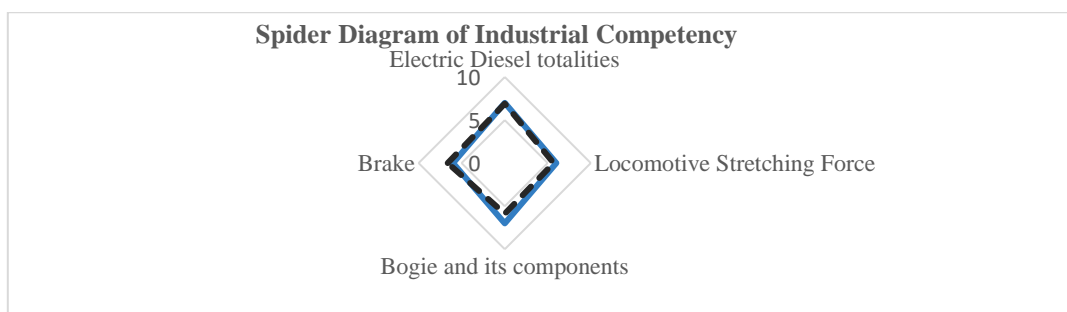 Spider Diagram of Industrial Competency
Electric Diesel totalities
10
5
Brake
0
Locomotive Stretching Force
Bogie and its components